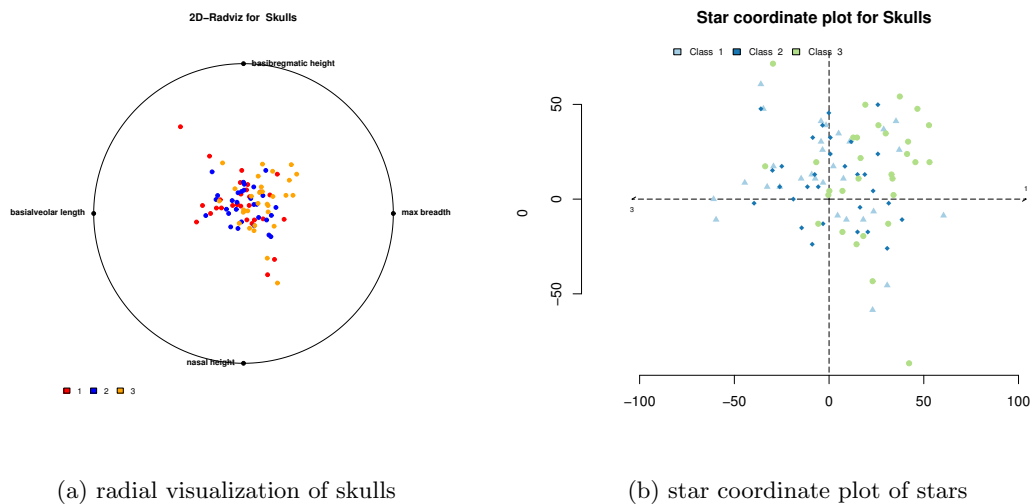 2D-Radviz for Skulls
basibregmatic height
basialveolar length
max breadth
nasal height
1 2 3
Star coordinate plot for Skulls
Class 1 Class 2 Class 3
50
0
0
−50
3
1
−100 −50 0 50 100
(a) radial visualization of skulls
(b) star coordinate plot of stars